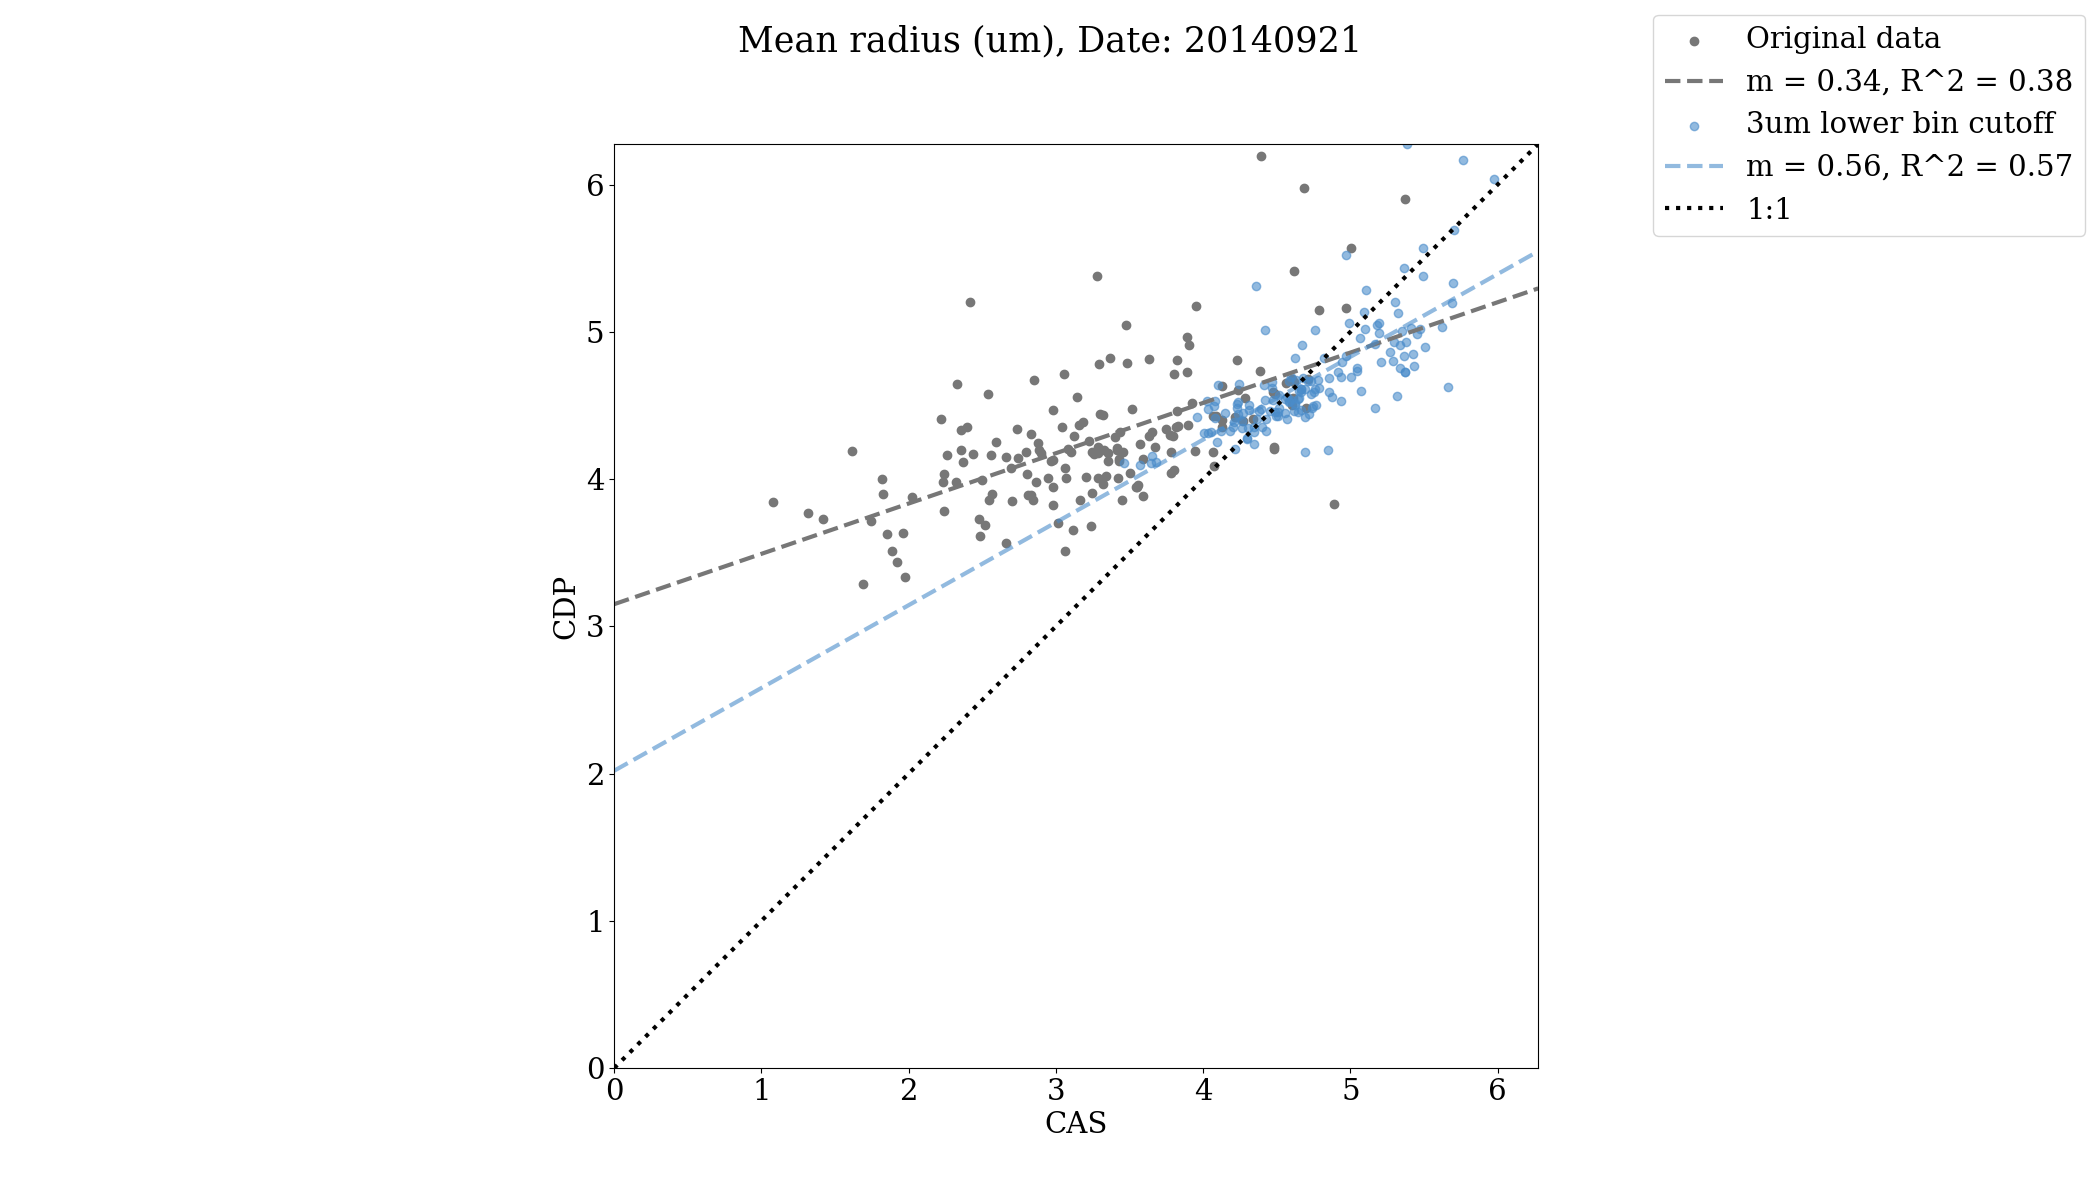 Mean radius (um), Date: 20140921
Original data
m = 0.34, R^2 = 0.38
3um lower bin cutoff
m = 0.56, R^2 = 0.57
1:1
6
5
4
3
2
1
0
CDP
0 1 2 3 4 5 6
CAS